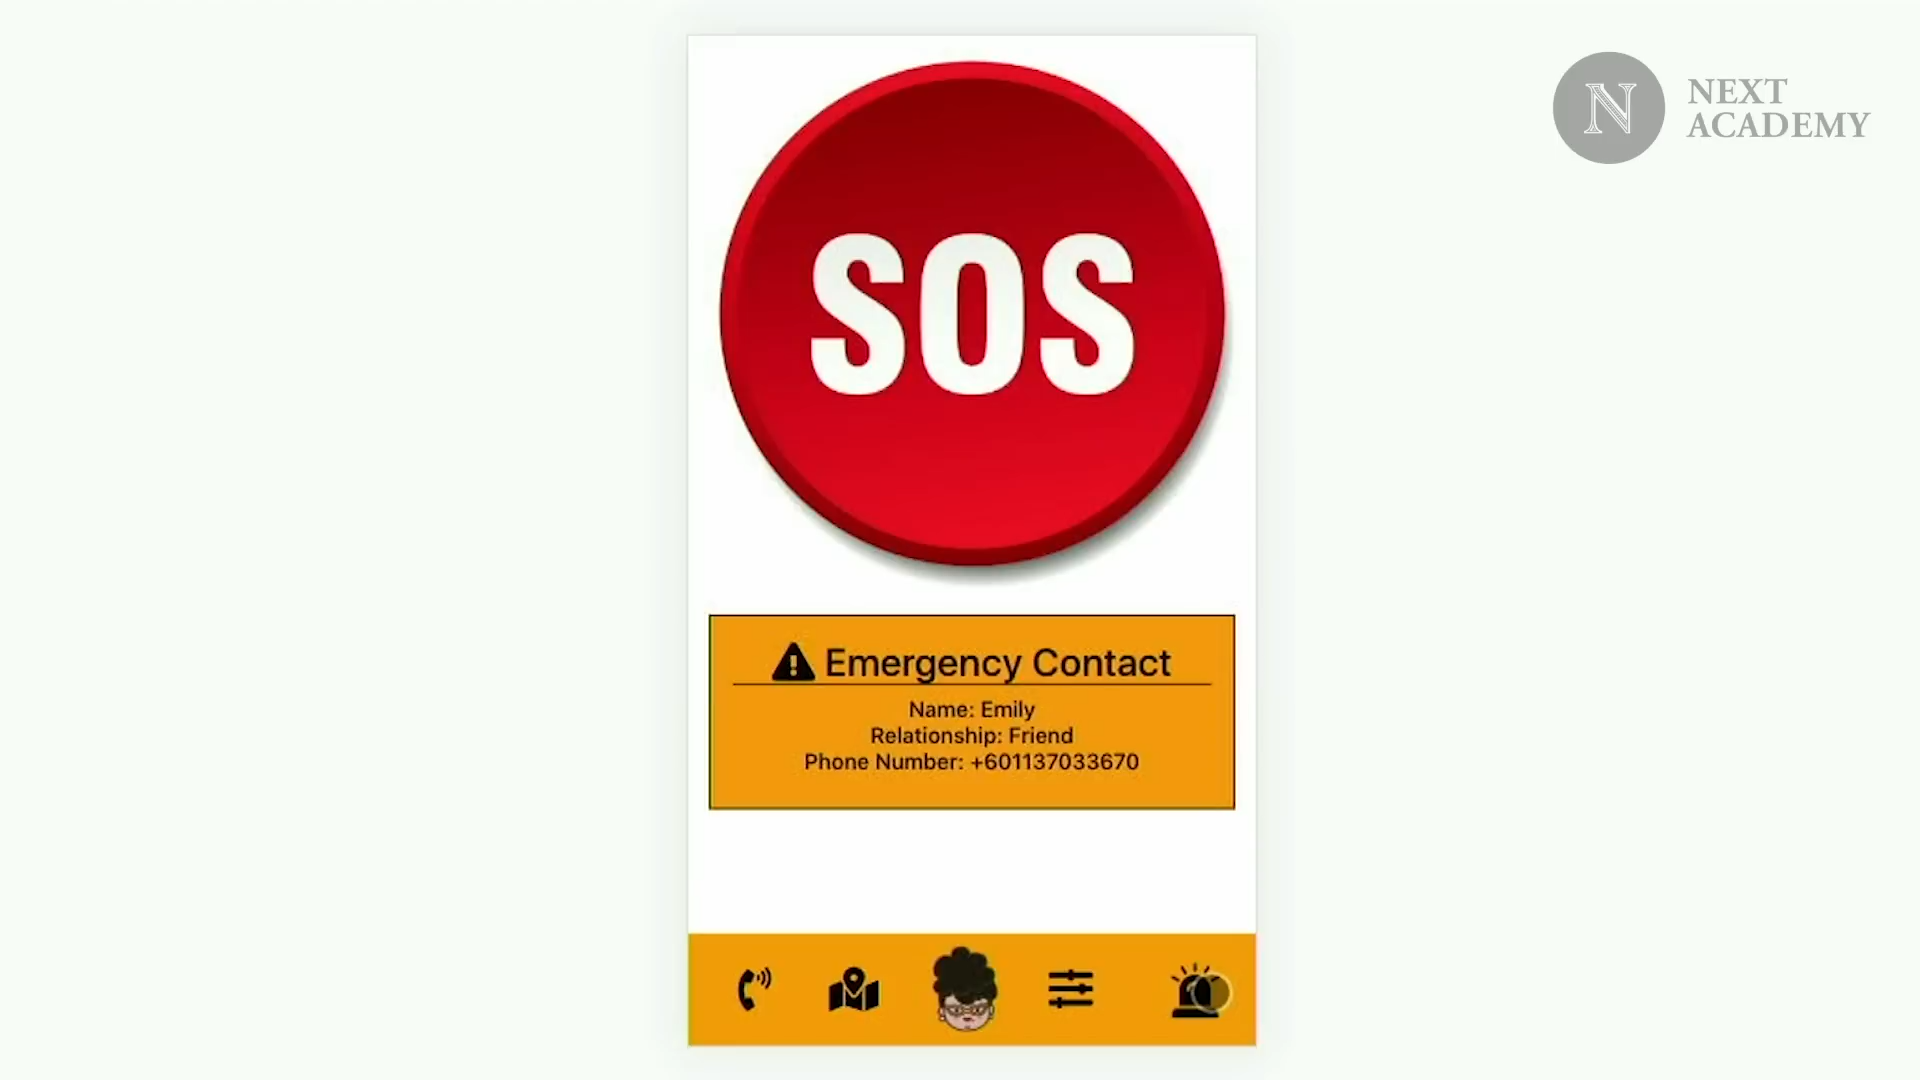 N
NEXT
ACADEMY
SOS
Emergency Contact
Name: Emily
Relationship: Friend
Phone Number: +601137033670